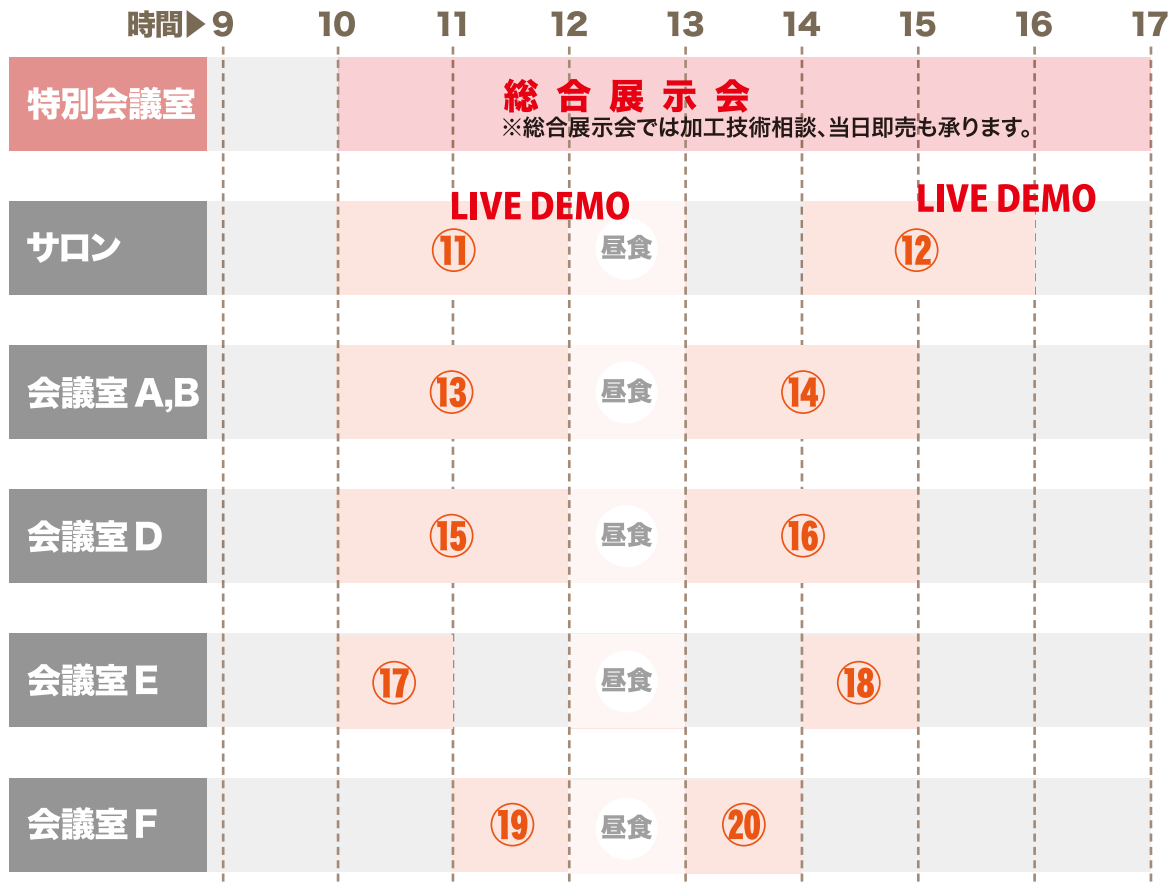 時間▶ 9 10 11 12 13 14 15 16 17
特別会議室
総合展示会
※総合展示会では加工技術相談、当日即売も承ります。
LIVE DEMO
LIVE DEMO
サロン ⑪ 昼食 ⑫
会議室 A,B ⑬ 昼食 ⑭
会議室 D ⑮ 昼食 ⑯
会議室 E ⑰ 昼食 ⑱
会議室 F ⑲ 昼食 ⑳